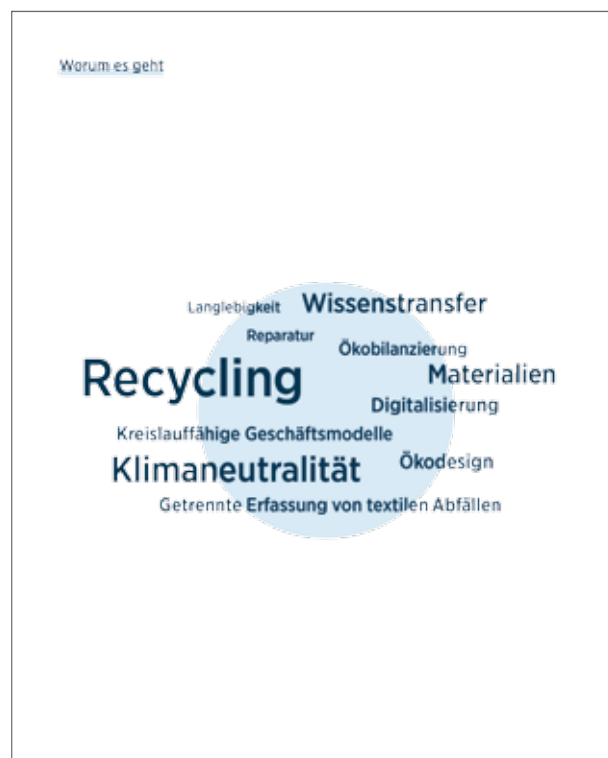 Worum es geht
Langlebigkeit
Wissenstransfer
Reparatur
Ökobilanzierung
Recycling
Materialien
Digitalisierung
Kreislauffähige Geschäftsmodelle
Klimaneutralität
Ökodesign
Getrennte Erfassung von textilen Abfällen